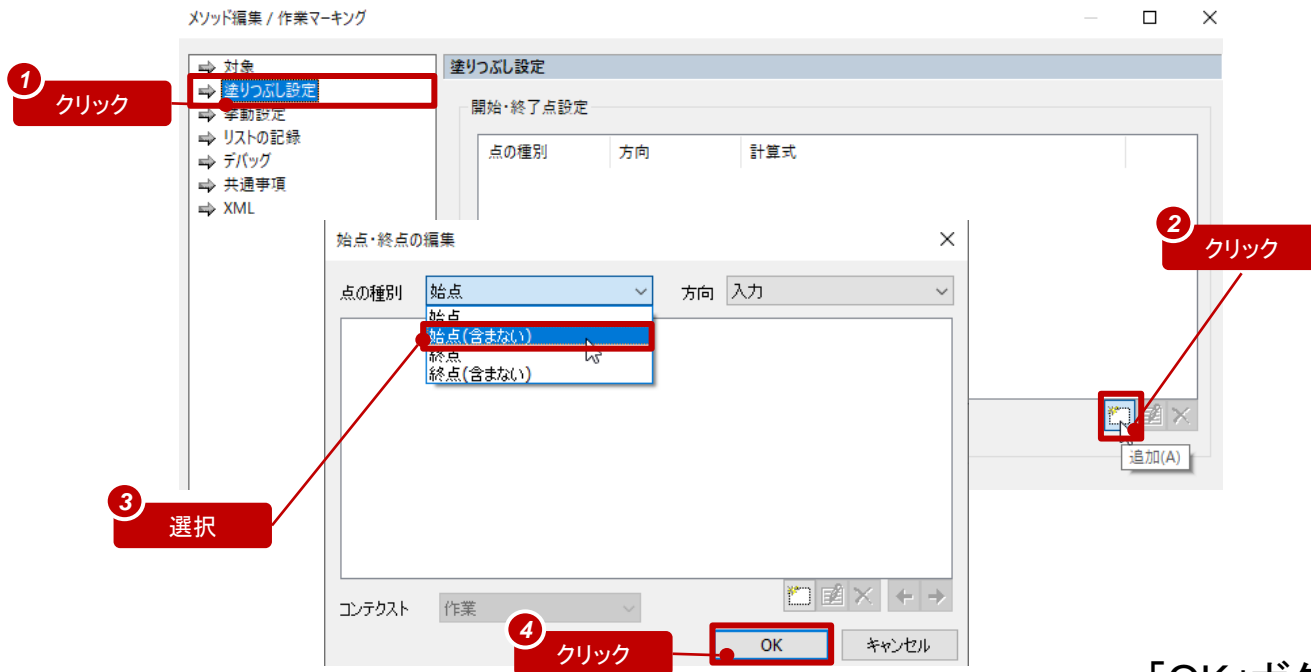 メソッド編集 / 作業マーキング
1
クリック
対象
塗りつぶし設定
挙動設定
リストの記録
デバッグ
共通事項
XML
塗りつぶし設定
開始・終了点設定
点の種別 方向 計算式
2
クリック
追加(A)
始点・終点の編集
点の種別 始点 方向 入力
始点
始点(含まない)
終点
終点(含まない)
3
選択
コンテクスト 作業
4
クリック
OK キャンセル
「OK」ボタ